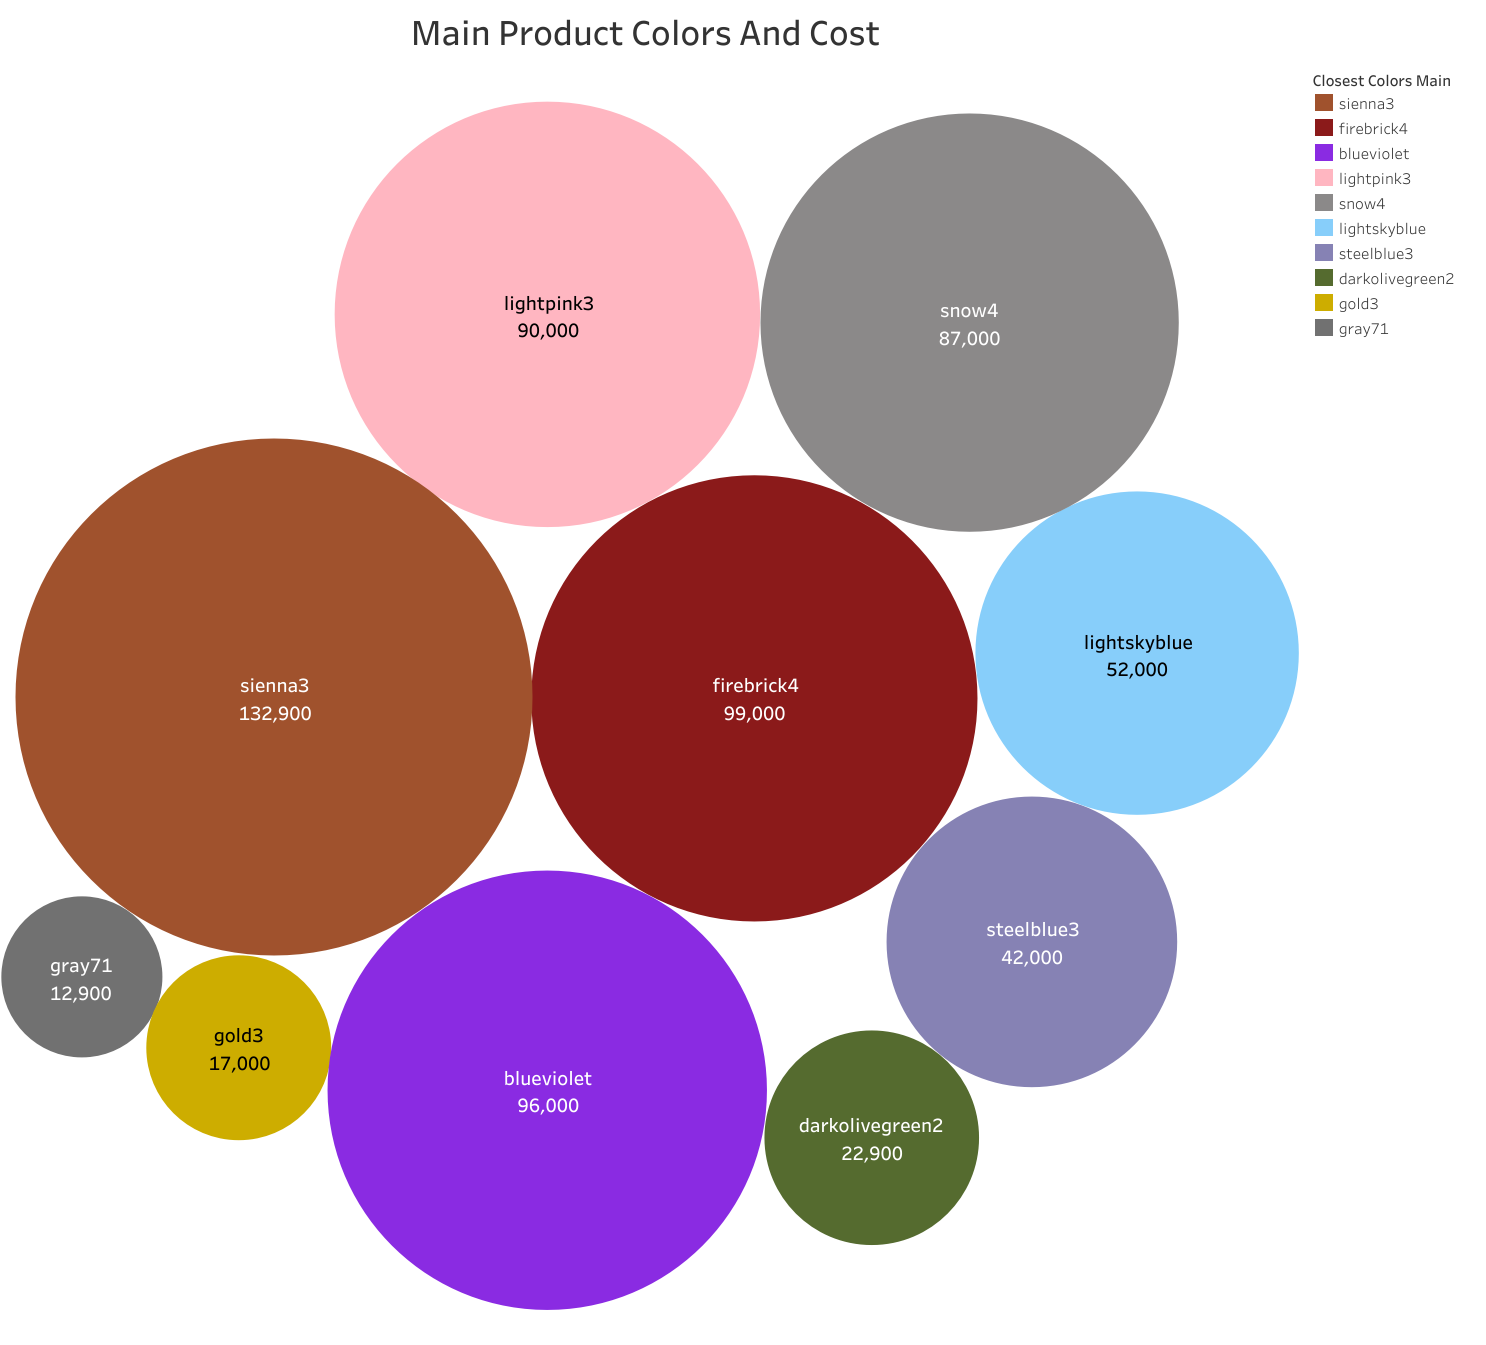 Main Product Colors And Cost
Closest Colors Main
sienna3
firebrick4
blueviolet
lightpink3
snow4
lightskyblue
steelblue3
darkolivegreen2
gold3
gray71
lightpink3
90,000
snow4
87,000
lightskyblue
52,000
sienna3
132,900
firebrick4
99,000
steelblue3
42,000
gray71
12,900
gold3
17,000
blueviolet
96,000
darkolivegreen2
22,900